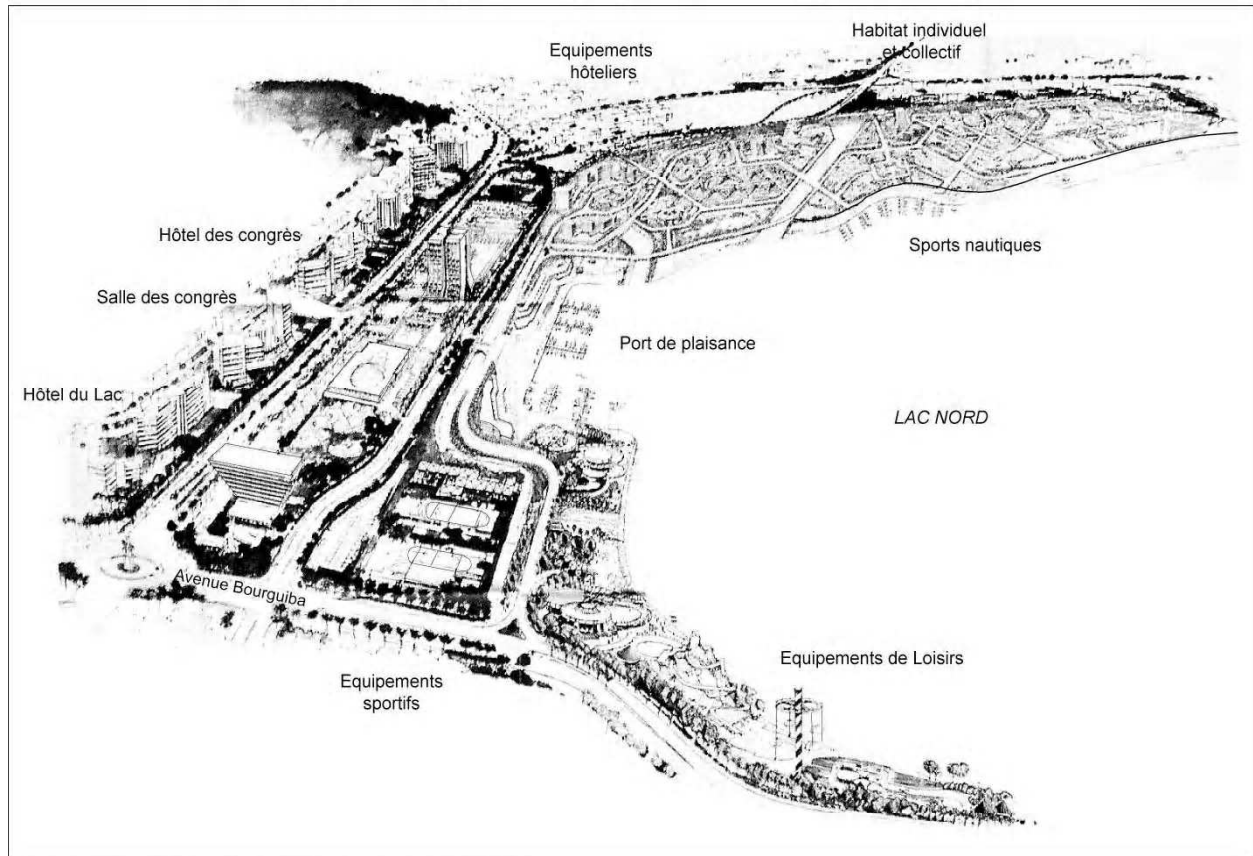 Habitat individuel
et collectif
Equipements
hôteliers
Hôtel des congrès
Sports nautiques
Salle des congrès
Port de plaisance
Hôtel du Lac
LAC NORD
Avenue Bourguiba
Equipements de Loisirs
Equipements
sportifs